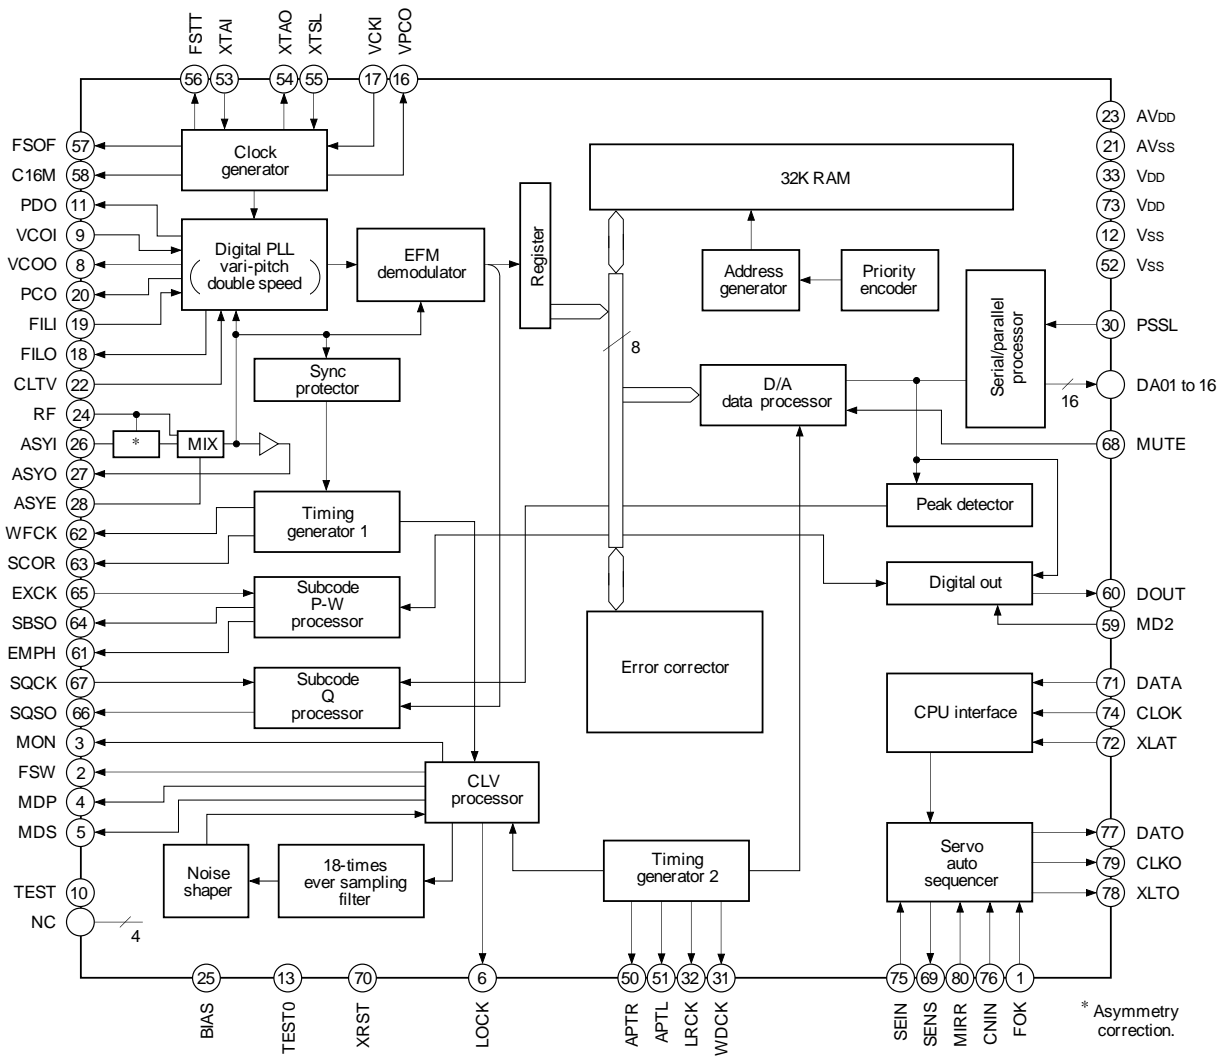 FSTT
XTAI
XTAO
XTSL
VCKI
VPCO
56
53
54
55
17
16
FSOF 57
C16M 58
PDO 11
VCOI 9
VCOO 8
PCO 20
FILI 19
FILO 18
CLTV 22
RF 24
ASYI 26
ASYO 27
ASYE 28
WFCK 62
SCOR 63
EXCK 65
SBSO 64
EMPH 61
SQCK 67
SQSO 66
MON 3
FSW 2
MDP 4
MDS 5
TEST 10
NC
4
Clock
generator
Digital PLL
vari-pitch
double speed
EFM
demodulator
Register
Sync
protector
*
MIX
Timing
generator 1
Subcode
P-W
processor
Subcode
Q
processor
CLV
processor
Noise
shaper
18-times
ever sampling
filter
32K RAM
Address
generator
Priority
encoder
8
D/A
data processor
Serial/parallel
processor
16
Peak detector
Digital out
Error corrector
CPU interface
Servo
auto
sequencer
Timing
generator 2
23 AVDD
21 AVSS
33 VDD
73 VDD
12 VSS
52 VSS
30 PSSL
DA01 to 16
68 MUTE
60 DOUT
59 MD2
71 DATA
74 CLOK
72 XLAT
77 DATO
79 CLKO
78 XLTO
25
13
70
6
50
51
32
31
75
69
80
76
1
BIAS
TEST0
XRST
LOCK
APTR
APTL
LRCK
WDCK
SEIN
SENS
MIRR
CNIN
FOK
* Asymmetry
correction.